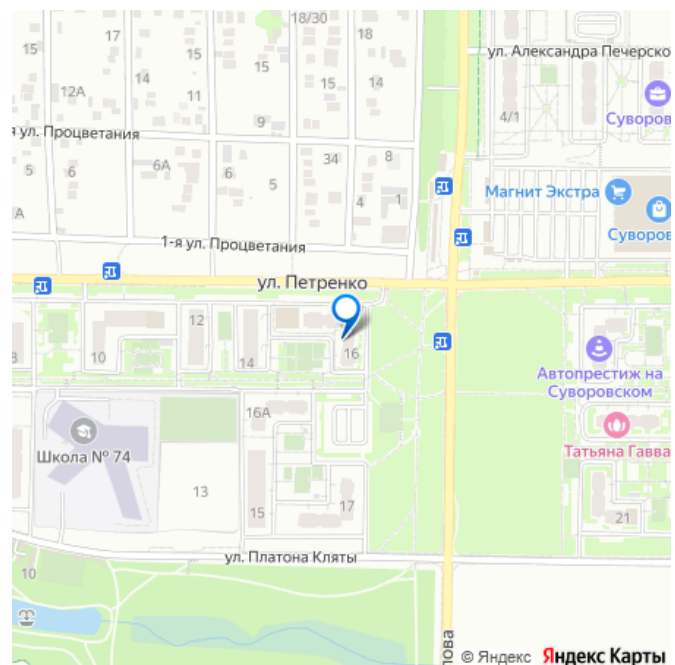 18/30
17
15
18
15
ул. Александра Печерско
14
15
14
12А
11
4/1
Суворов
9
я ул. Процветания
34
8
5
6
6А
6
5
4
1
Магнит Экстра
А
Суворов
1-я ул. Процветания
ул. Петренко
12
8
10
14
16
Автопрестиж на
Суворовском
16А
Татьяна Гавва
Школа № 74
13
15
17
21
ул. Платона Кляты
10
пова
© Яндекс Яндекс Карты